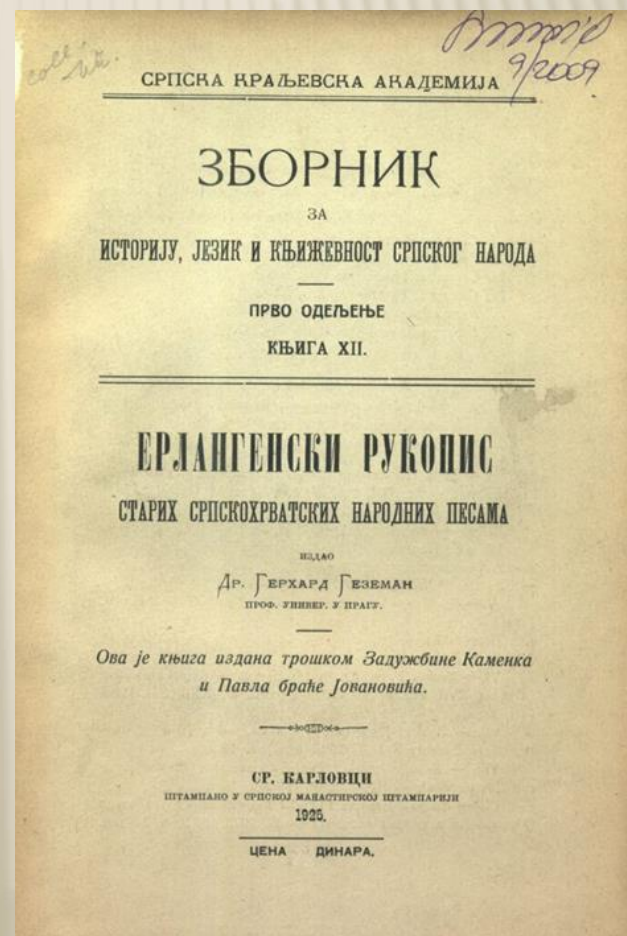 coll.
СРПСКА КРАЉЕВСКА АКАДЕМИЈА
9/2009
ЗБОРНИК
ЗА
ИСТОРИЈУ, ЈЕЗИК И КЊИЖЕВНОСТ СРПСКОГ НАРОДА
ПРВО ОДЕЉЕЊЕ
КЊИГА XII.
ЕРЛАНГЕНСКИ РУКОПИС
СТАРИХ СРПСКОХРВАТСКИХ НАРОДНИХ ПЕСАМА
ИЗДАО
ДР. ГЕРХАРД ГЕЗЕМАН
ПРОФ. УНИВЕР. У ПРАГУ.
Ова је књига издана трошком Задужбине Каменка
и Павла браће Јовановића.
СР. КАРЛОВЦИ
ШТАМПАНО У СРПСКОЈ МАНАСТИРСКОЈ ШТАМПАРИЈИ
1925.
ЦЕНА ДИНАРА.